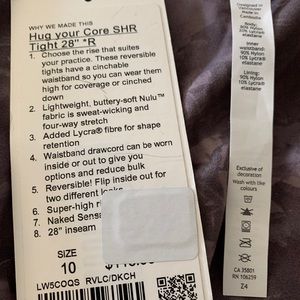 WHY WE MADE THIS
Hug your Core SHR
Tight 28" *R
1. Choose the rise that suits
your practice. These reversible
tights have a cinchable
waistband so you can wear them
high for coverage or cinched
down
2. Lightweight, buttery-soft Nulu™
fabric is sweat-wicking and
four-way stretch
3. Added Lycra® fibre for shape
retention
4. Waistband drawcord can be worn
inside or out to give you
options and reduce bulk
5. Reversible! Flip inside out for
two different looks
6. Super-high
7. Naked
8. 28" inseam
SIZE
10
LW5CQQS RVLC/DKCH
Designed in
Vancouver
Made in
Cambodia
Body:
90% Nylon
10% Lycra®
elastane
Inner
waistband:
90% Nylon
10% Lycra®
elastane
Lining:
90% Nylon
10% Lycra®
elastane
Exclusive of
decoration
Wash with like
colours
CA 35801
RN 106259
Z4